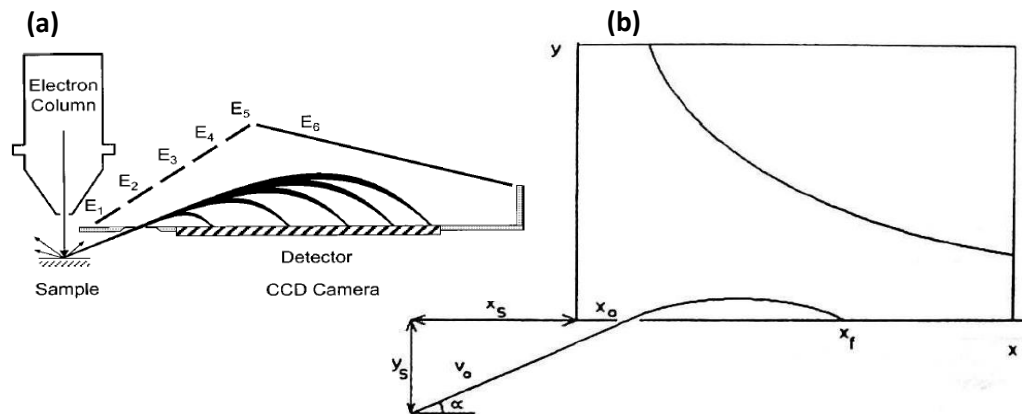 (a)
Electron
Column
E1
E2
E3
E4
E5
E6
Sample
Detector
CCD Camera
(b)
y
xs
xo
xf
x
ys
vo
α